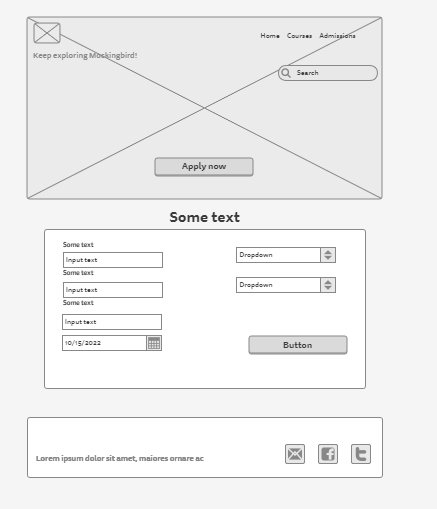 Home Courses Admissions
Keep exploring Mockingbird!
Search
Apply now
Some text
Some text
Input text
Some text
Input text
Some text
Input text
10/15/2022
Dropdown
Dropdown
Button
Lorem ipsum dolor sit amet, maiores ornare ac